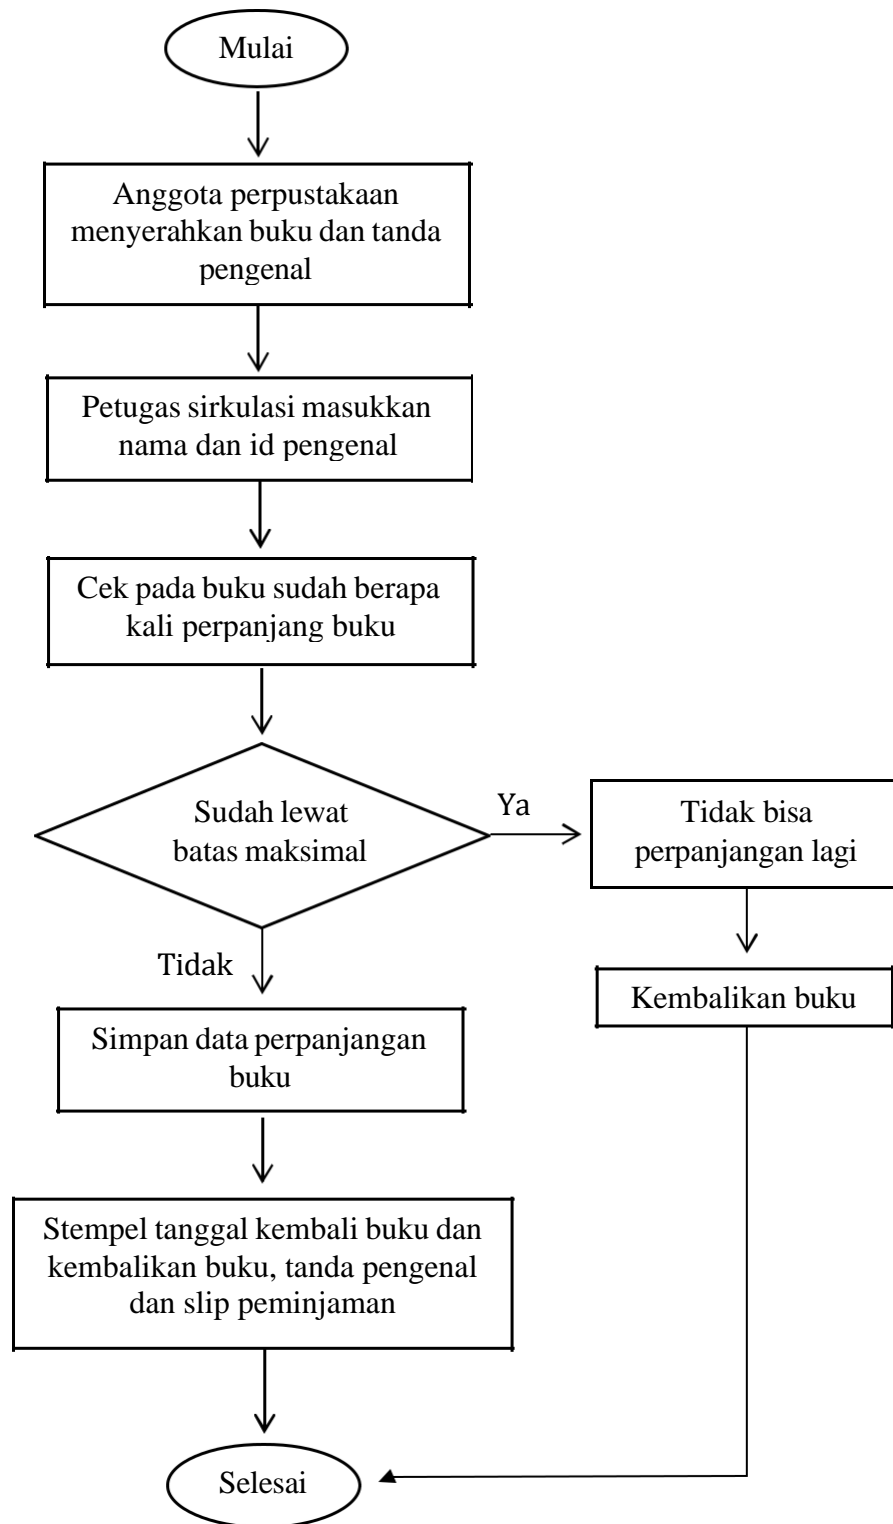 Mulai
Anggota perpustakaan
menyerahkan buku dan tanda
pengenal
Petugas sirkulasi masukkan
nama dan id pengenal
Cek pada buku sudah berapa
kali perpanjang buku
Sudah lewat
batas maksimal
Ya
Tidak bisa
perpanjangan lagi
Kembalikan buku
Tidak
Simpan data perpanjangan
buku
Stempel tanggal kembali buku dan
kembalikan buku, tanda pengenal
dan slip peminjaman
Selesai